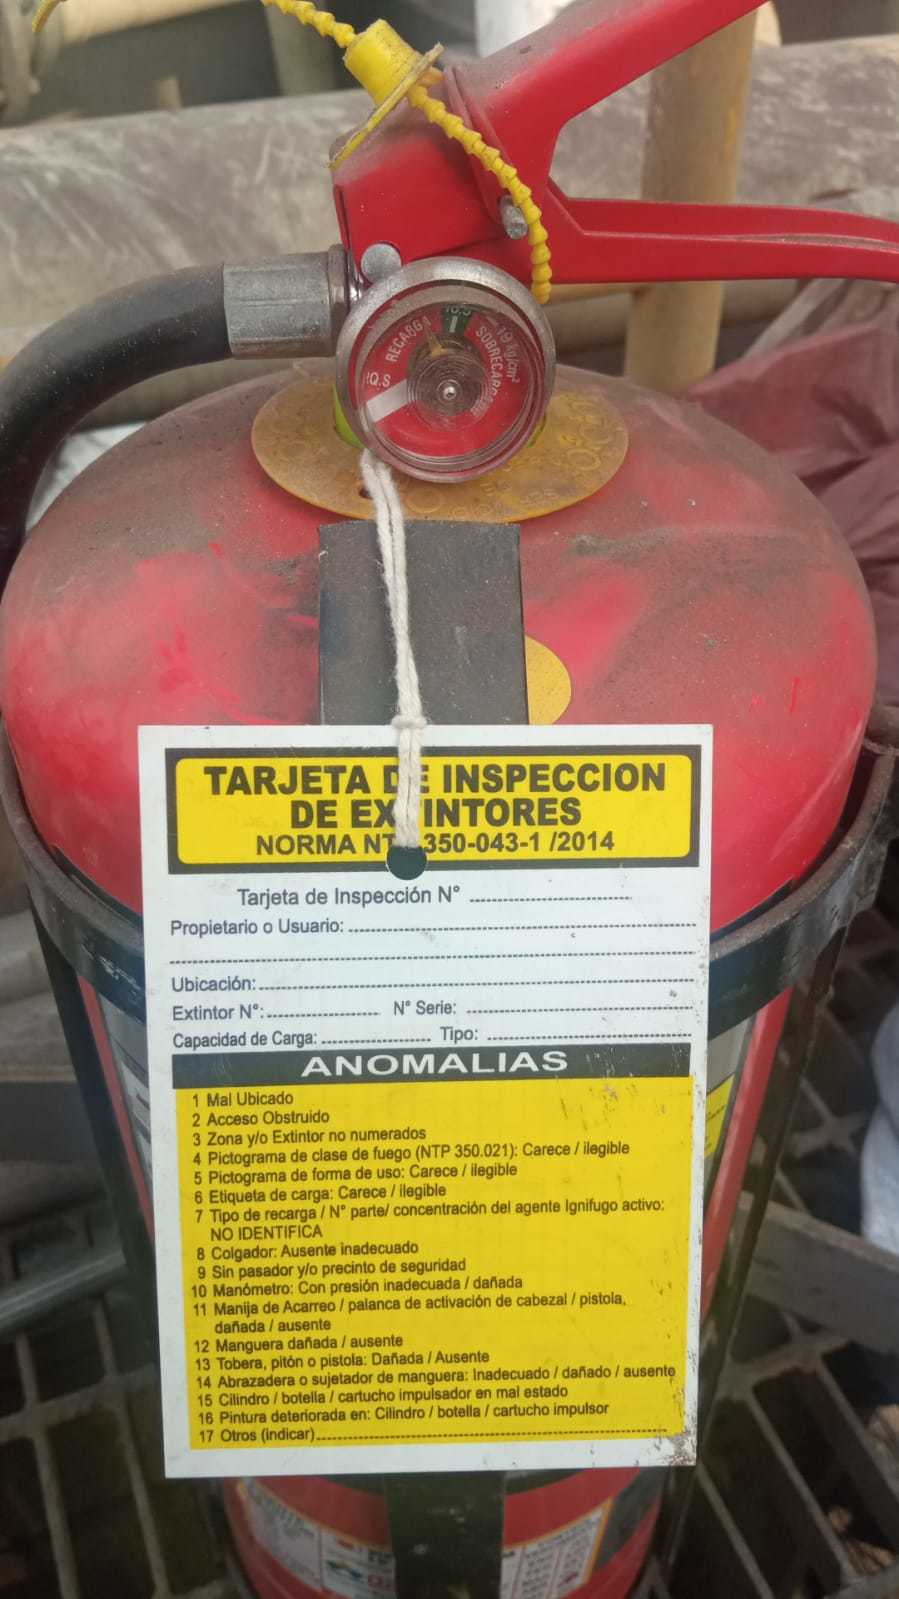 RECARGA
10.5
19 kg/cm²
SOBRECARGA
Q.S
TARJETA DE INSPECCION
DE EXTINTORES
NORMA NTP 350-043-1 /2014
Tarjeta de Inspección N°
Propietario o Usuario:
Ubicación:
Extintor N°: N° Serie:
Capacidad de Carga: Tipo:
ANOMALIAS
1 Mal Ubicado
2 Acceso Obstruido
3 Zona y/o Extintor no numerados
4 Pictograma de clase de fuego (NTP 350.021): Carece / ilegible
5 Pictograma de forma de uso: Carece / ilegible
6 Etiqueta de carga: Carece / ilegible
7 Tipo de recarga / N° parte/ concentración del agente Ignifugo activo:
NO IDENTIFICA
8 Colgador: Ausente inadecuado
9 Sin pasador y/o precinto de seguridad
10 Manómetro: Con presión inadecuada / dañada
11 Manija de Acarreo / palanca de activación de cabezal / pistola,
dañada / ausente
12 Manguera dañada / ausente
13 Tobera, pitón o pistola: Dañada / Ausente
14 Abrazadera o sujetador de manguera: Inadecuado / dañado / ausente
15 Cilindro / botella / cartucho impulsador en mal estado
16 Pintura deteriorada en: Cilindro / botella / cartucho impulsor
17 Otros (indicar)